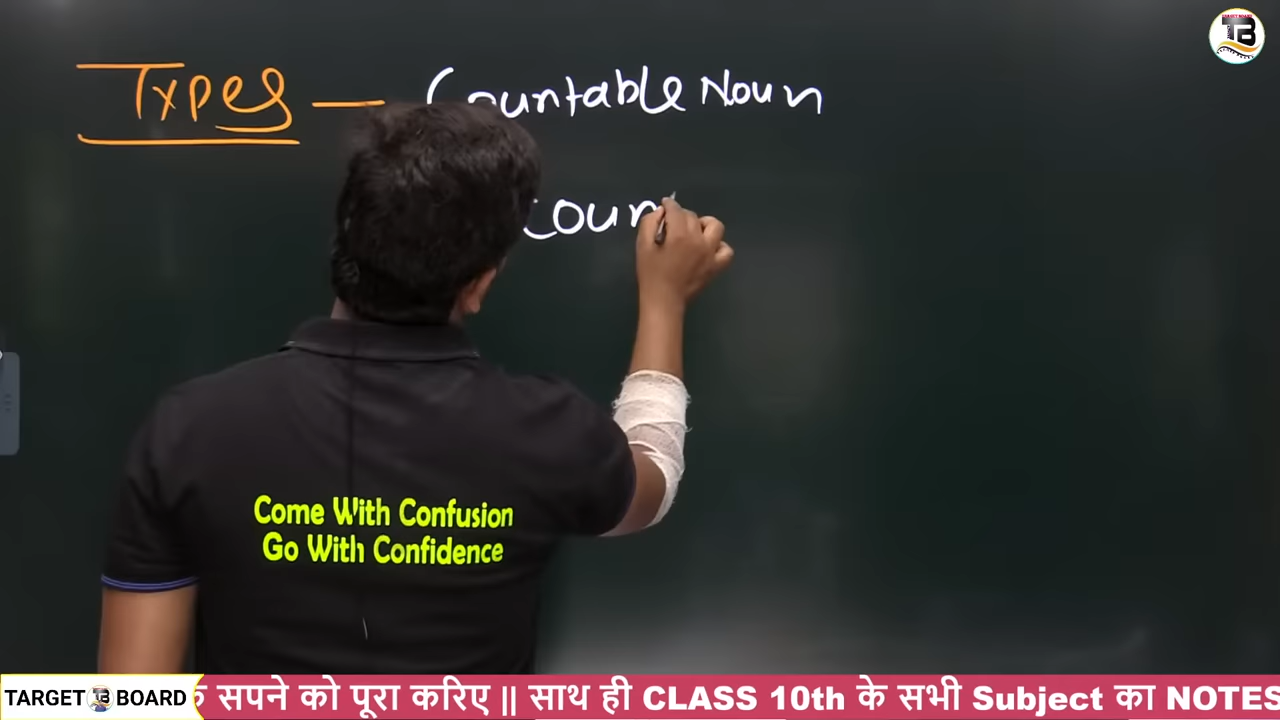 Types — Countable Noun
Coun
Come With Confusion
Go With Confidence
TB
TARGET BOARD
सपने को पूरा करिए || साथ ही CLASS 10th के सभी Subject का NOTES